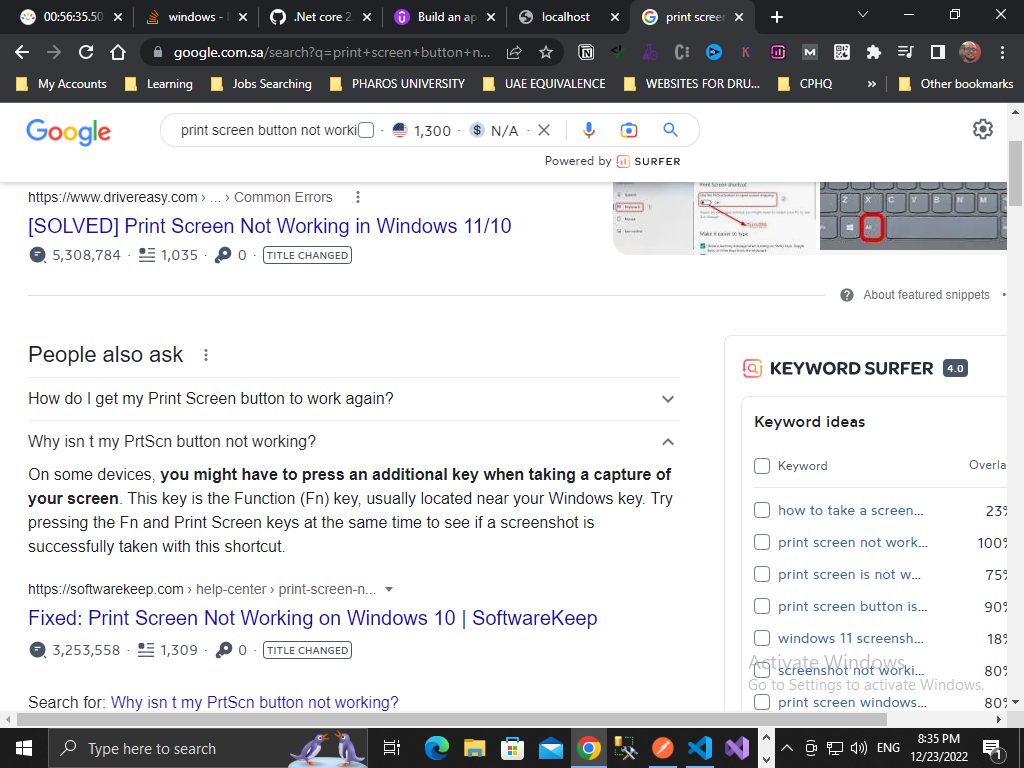 00:56:35.50
windows -
.Net core 2.
Build an ap
localhost
print screen
google.com.sa/search?q=print+screen+button+n...
My Accounts
Learning
Jobs Searching
PHAROS UNIVERSITY
UAE EQUIVALENCE
WEBSITES FOR DRU...
CPHQ
»
Other bookmarks
Google
print screen button not worki
1,300 · $ N/A ·
Powered by SURFER
https://www.drivereasy.com › ... › Common Errors
[SOLVED] Print Screen Not Working in Windows 11/10
5,308,784 · 1,035 · 0 · TITLE CHANGED
Print Screen shortcut
Make it easier to type
Z X C V B N M
About featured snippets •
People also ask
How do I get my Print Screen button to work again?
Why isn t my PrtScn button not working?
On some devices, you might have to press an additional key when taking a capture of
your screen. This key is the Function (Fn) key, usually located near your Windows key. Try
pressing the Fn and Print Screen keys at the same time to see if a screenshot is
successfully taken with this shortcut.
https://softwarekeep.com › help-center › print-screen-n...
Fixed: Print Screen Not Working on Windows 10 | SoftwareKeep
3,253,558 · 1,309 · 0 · TITLE CHANGED
Search for: Why isn t my PrtScn button not working?
KEYWORD SURFER 4.0
Keyword ideas
Keyword Overla
how to take a screen... 23%
print screen not work... 100%
print screen is not w... 75%
print screen button is... 90%
windows 11 screensh... 18%
screenshot not worki... 80%
print screen windows... 80%
Activate Windows
Go to Settings to activate Windows.
Type here to search
ENG
8:35 PM
12/23/2022
1